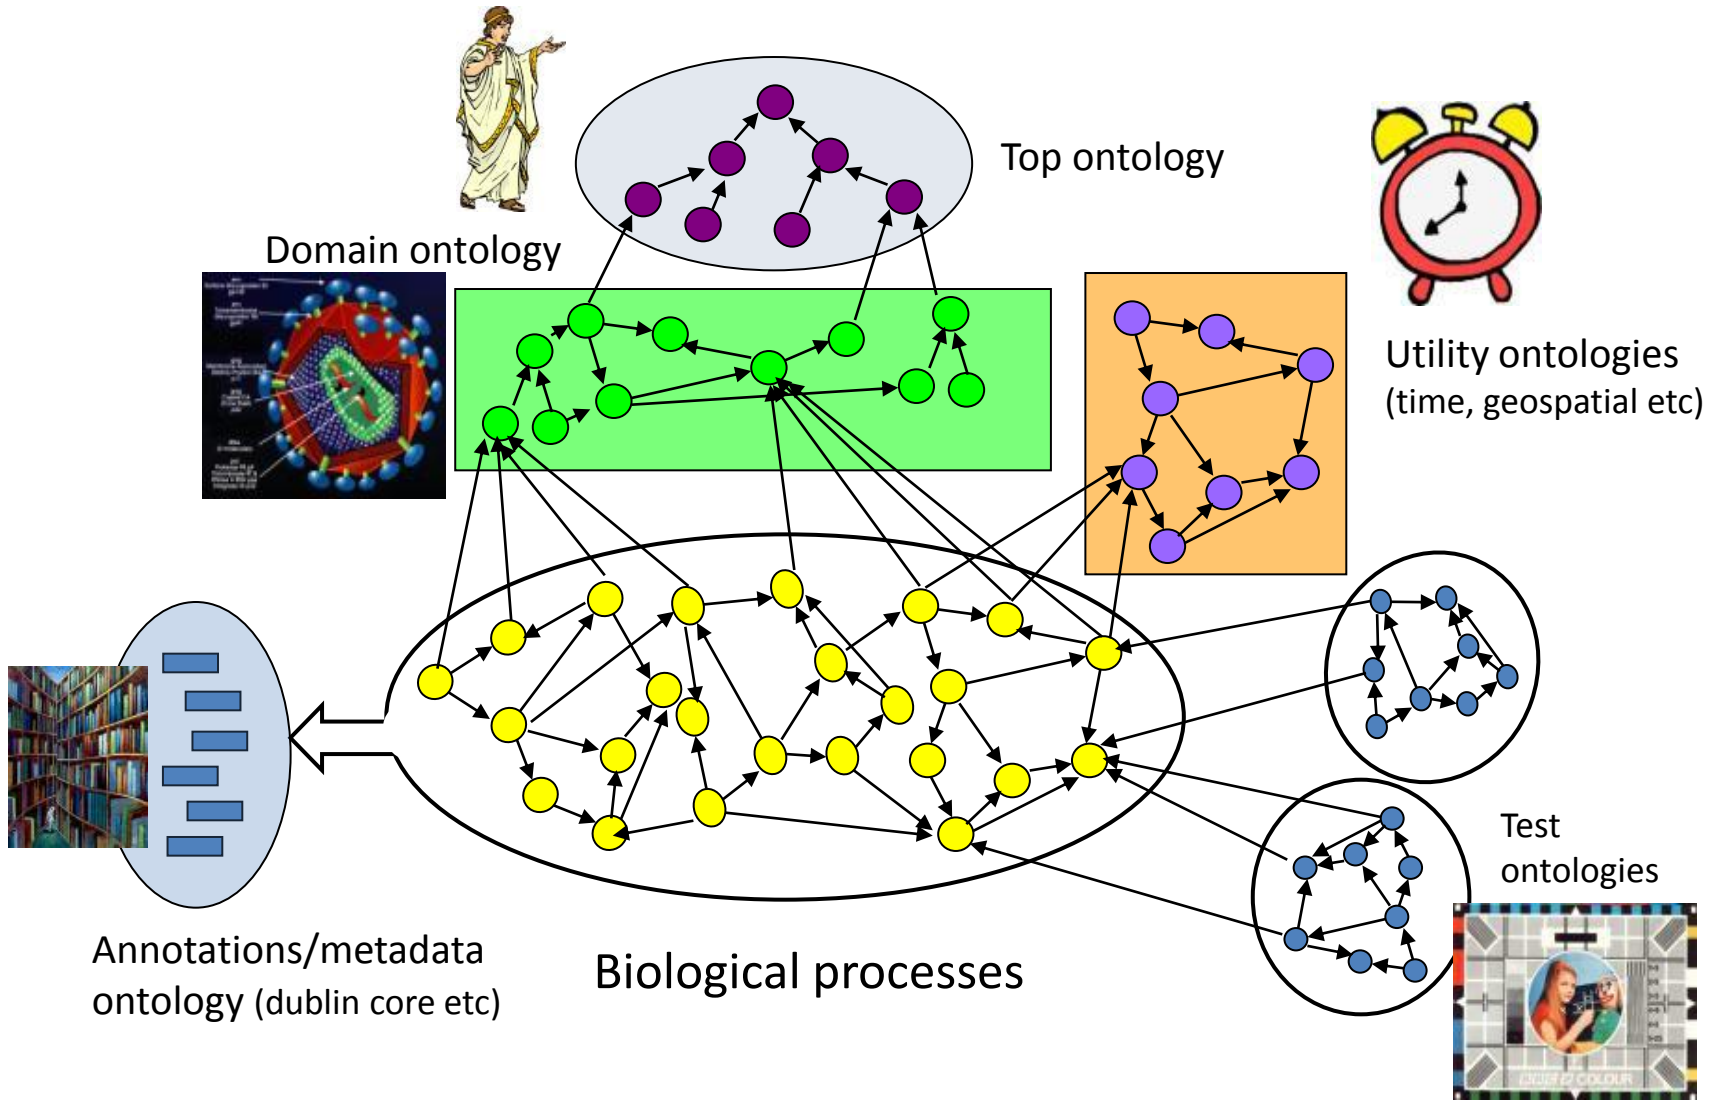 Top ontology
Domain ontology
Utility ontologies
(time, geospatial etc)
Test
ontologies
Annotations/metadata
ontology (dublin core etc)
Biological processes
COLOUR